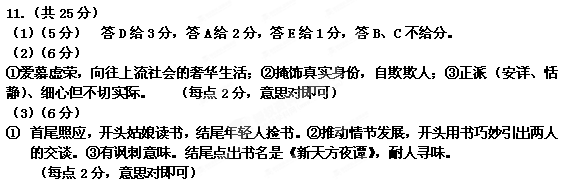 11.（共 25 分）
（1）（5 分） 答 D 给 3 分，答 A 给 2 分，答 E 给 1 分，答 B、C 不给分。
（2）（6 分）
①爱慕虚荣，向往上流社会的奢华生活；②掩饰真实身份，自欺欺人；③正派（安详、恬
静）、细心但不切实际。 （每点 2 分，意思对即可）
（3）（6 分）
① 首尾照应，开头姑娘读书，结尾年轻人捡书。②推动情节发展，开头用书巧妙引出两人
的交谈。③有讽刺意味。结尾点出书名是《新天方夜谭》，耐人寻味。
（每点 2 分，意思对即可）